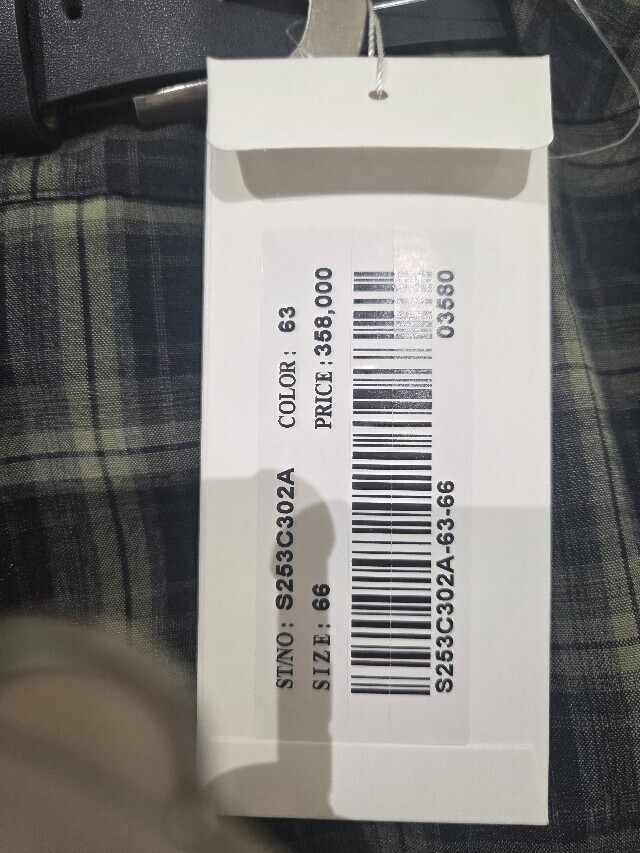 ST/NO: S253C302A COLOR: 63
SIZE: 66 PRICE: 358,000
S253C302A-63-66 03580